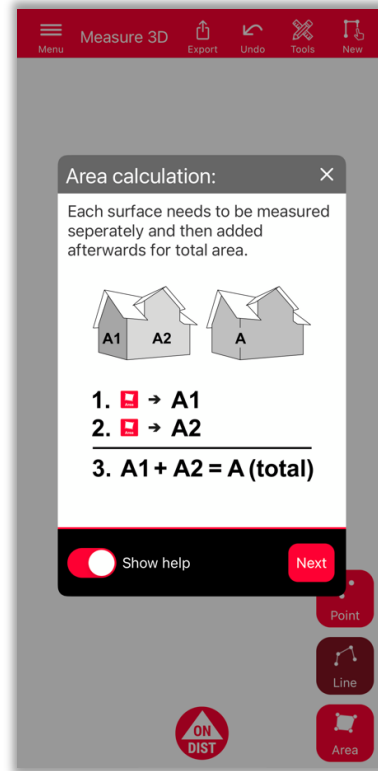 Measure 3D
Menu Export Undo Tools New
Area calculation:
Each surface needs to be measured
seperately and then added
afterwards for total area.
A1 A2 A
1. Area → A1
2. Area → A2
3. A1 + A2 = A (total)
Show help Next
Point
Line
ON
DIST
Area